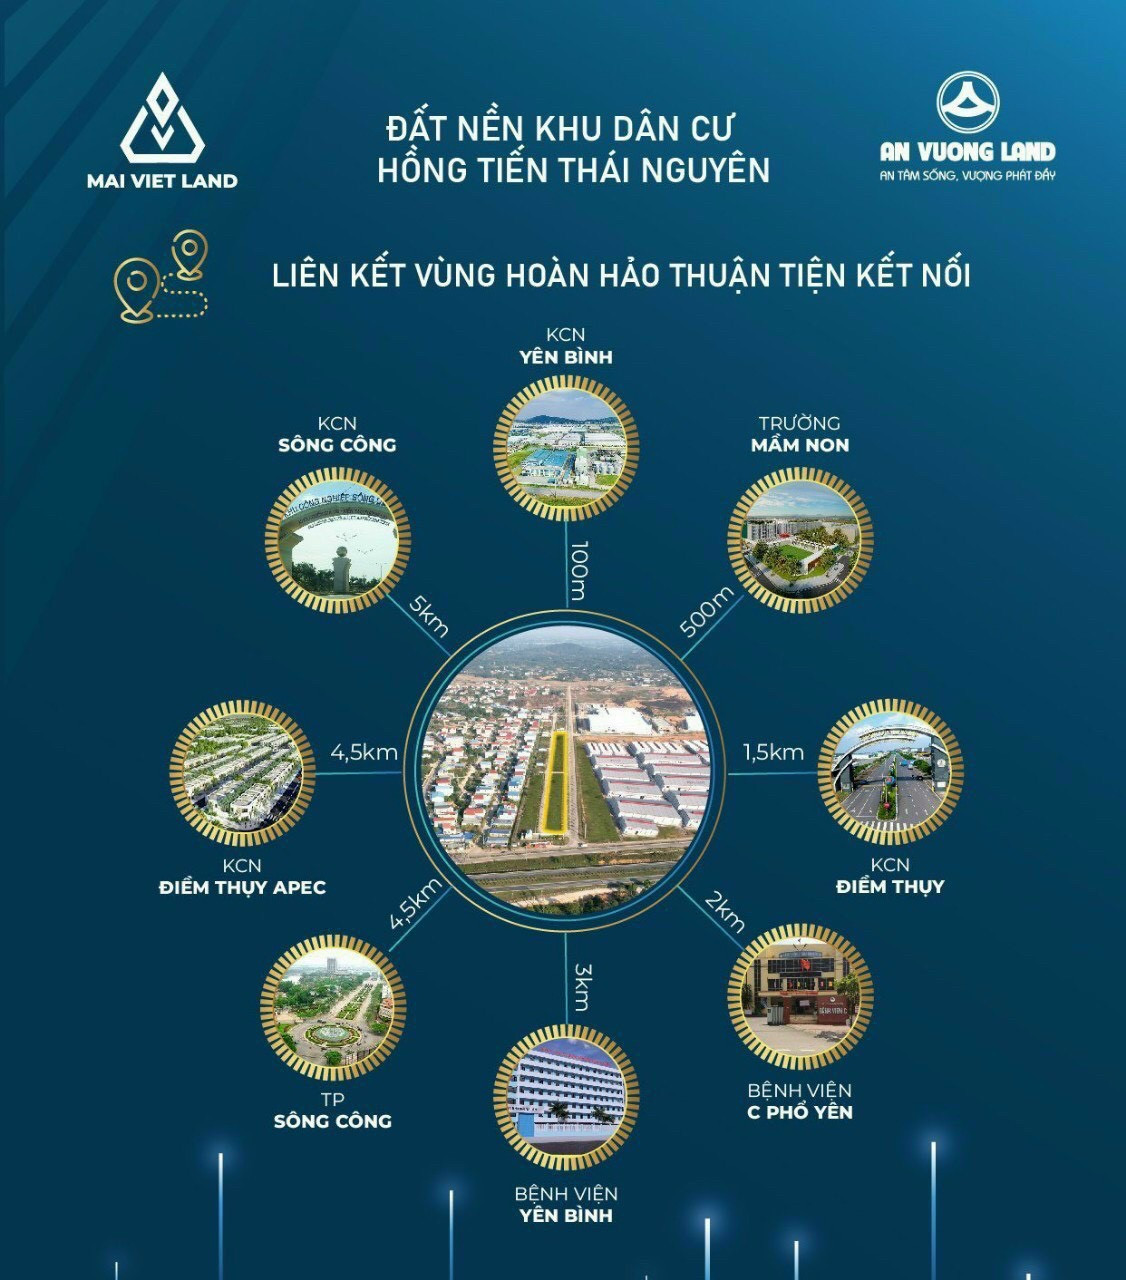 MAI VIET LAND
ĐẤT NỀN KHU DÂN CƯ
HỒNG TIẾN THÁI NGUYÊN
AN VUONG LAND
AN TÂM SỐNG, VƯỢNG PHÁT ĐẦY
LIÊN KẾT VÙNG HOÀN HẢO THUẬN TIỆN KẾT NỐI
KCN
YÊN BÌNH
KCN
SÔNG CÔNG
TRƯỜNG
MẦM NON
100m
5km
500m
4,5km
1,5km
KCN
ĐIỀM THỤY APEC
KCN
ĐIỀM THỤY
4,5km
2km
3km
BỆNH VIỆN C
TP
SÔNG CÔNG
BỆNH VIỆN
C PHỔ YÊN
BỆNH VIỆN
YÊN BÌNH